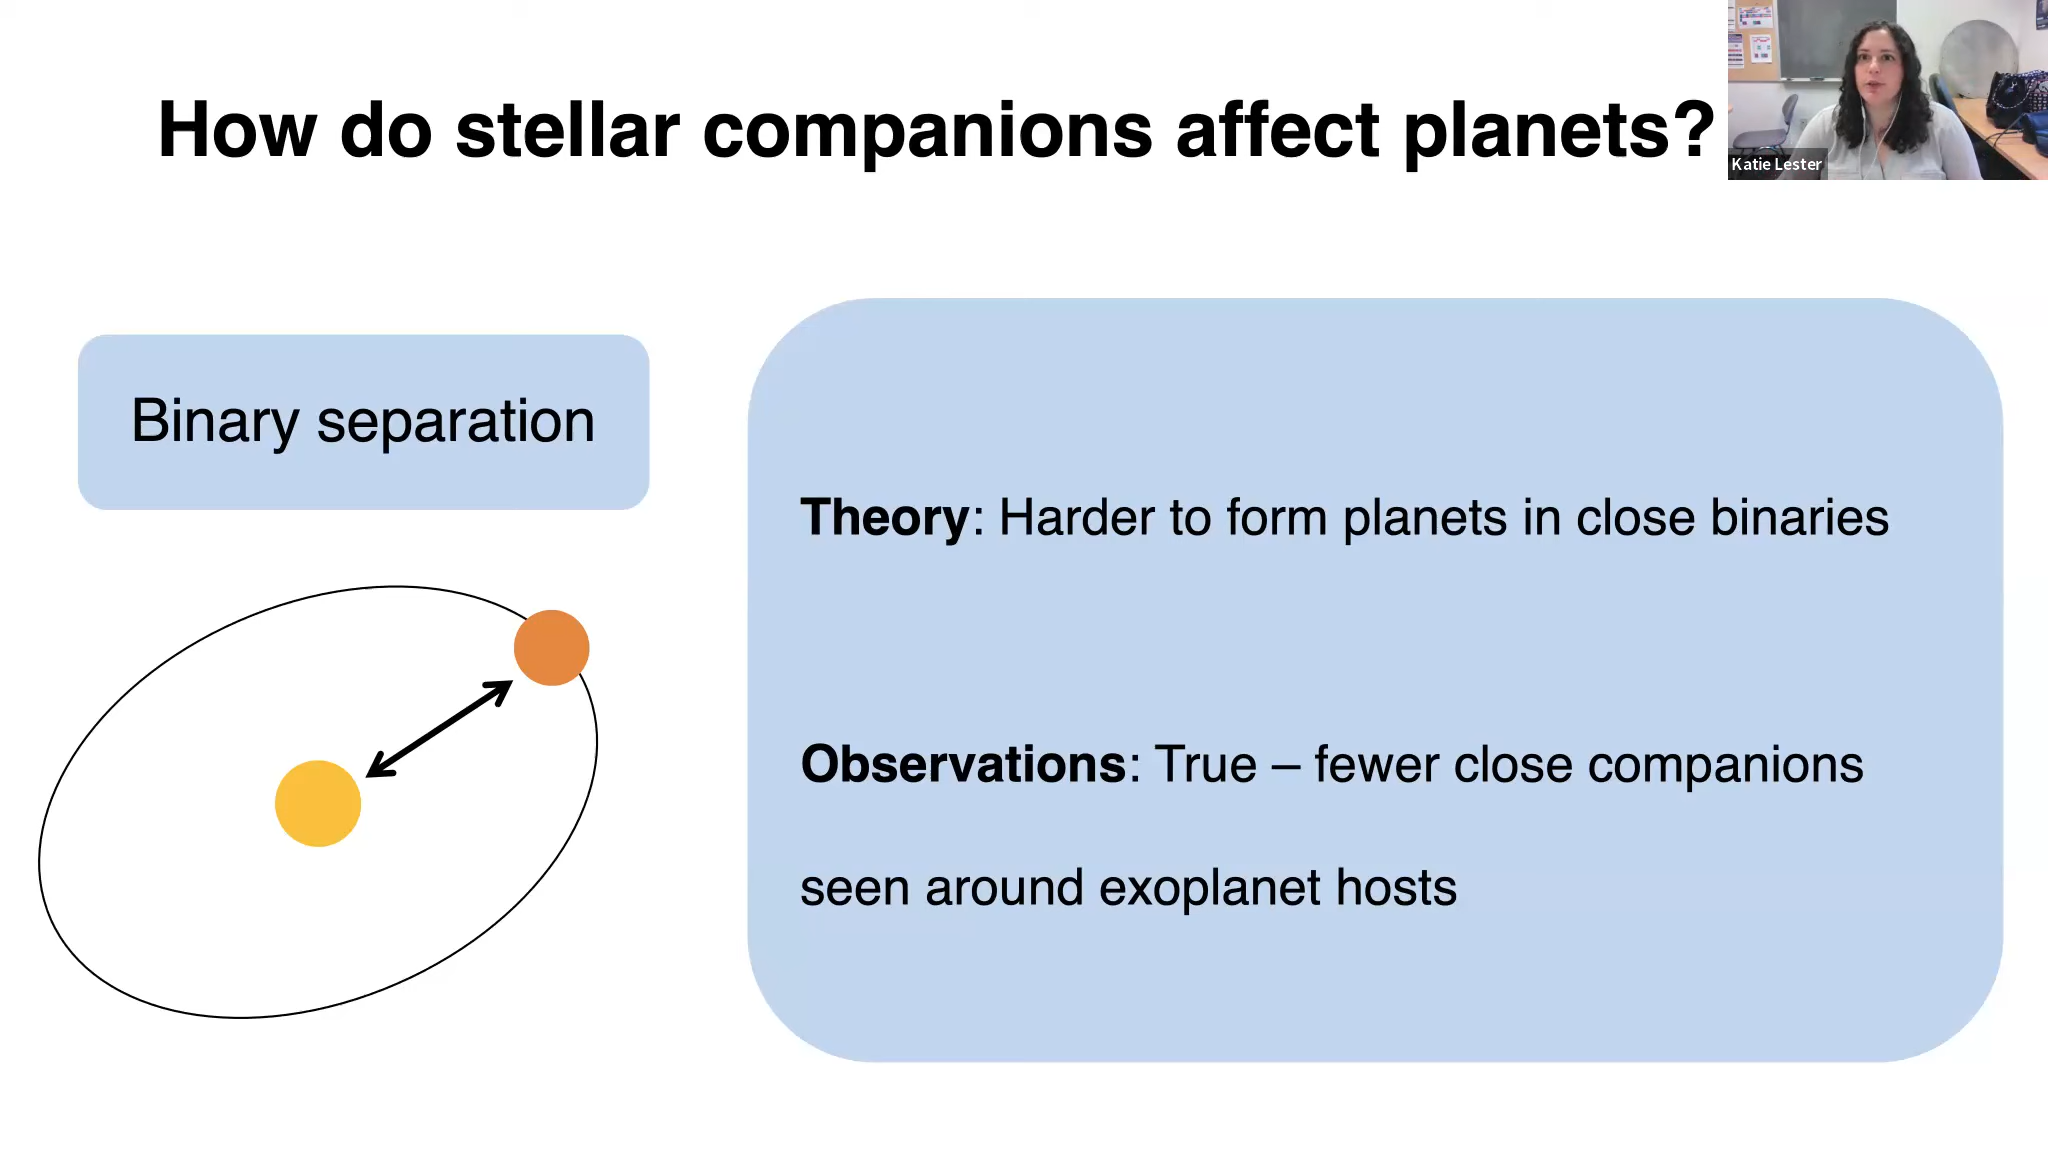 How do stellar companions affect planets?
Katie Lester
Binary separation
Theory: Harder to form planets in close binaries
Observations: True – fewer close companions
seen around exoplanet hosts